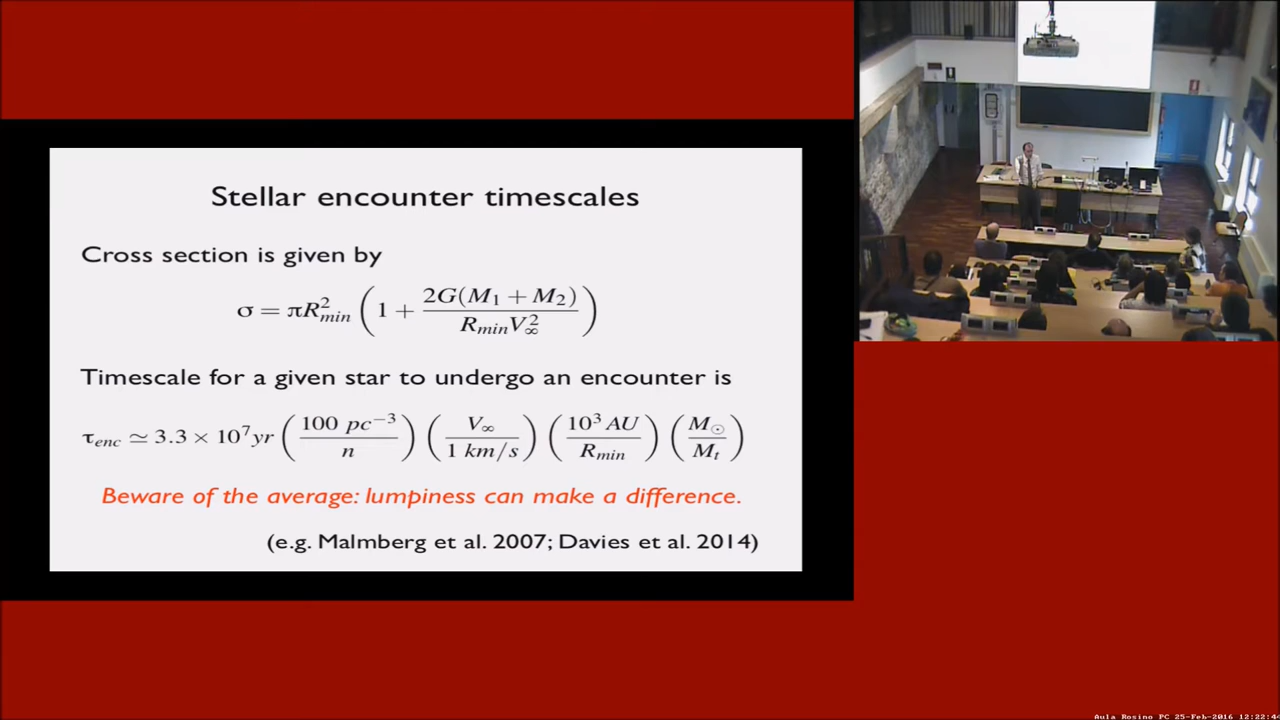 Stellar encounter timescales
Cross section is given by
σ = πR²_min (1 + 2G(M₁ + M₂) / R_min V²_∞)
Timescale for a given star to undergo an encounter is
τ_enc ≃ 3.3 × 10⁷ yr (100 pc⁻³ / n) (V_∞ / 1 km/s) (10³ AU / R_min) (M_☉ / M_t)
Beware of the average: lumpiness can make a difference.
(e.g. Malmberg et al. 2007; Davies et al. 2014)
Aula Rosino PC 25-Feb-2016 12:22:4